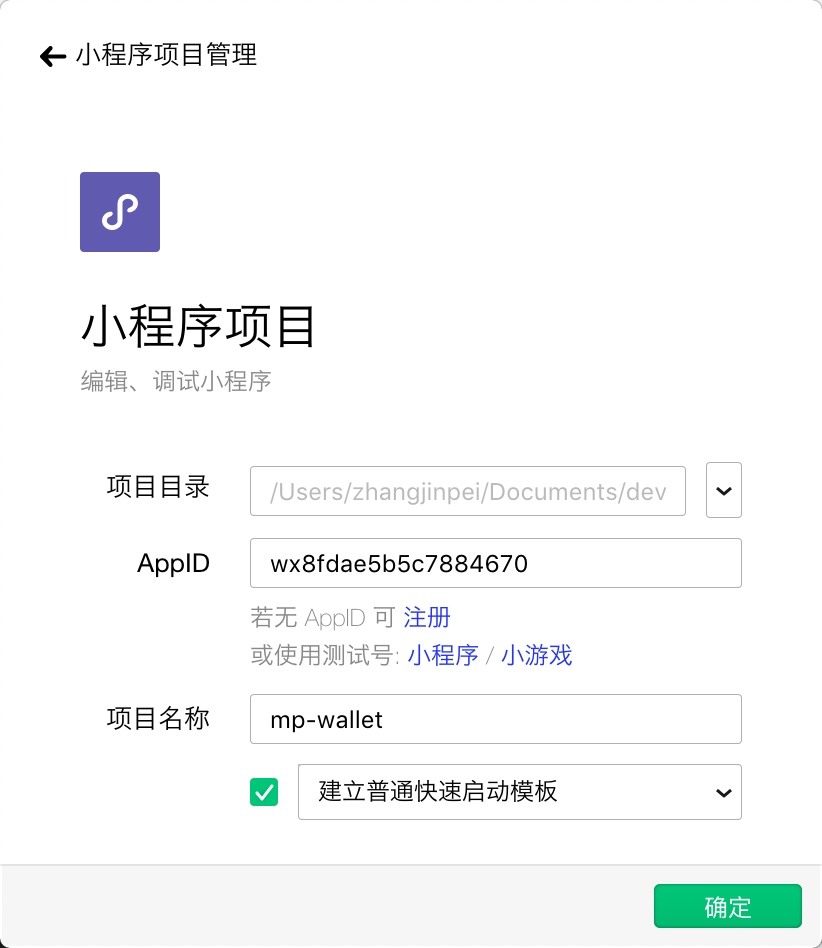 小程序项目管理
小程序项目
编辑、调试小程序
项目目录 /Users/zhangjinpei/Documents/dev
AppID wx8fdae5b5c7884670
若无 AppID 可 注册
或使用测试号: 小程序 / 小游戏
项目名称 mp-wallet
建立普通快速启动模板
确定